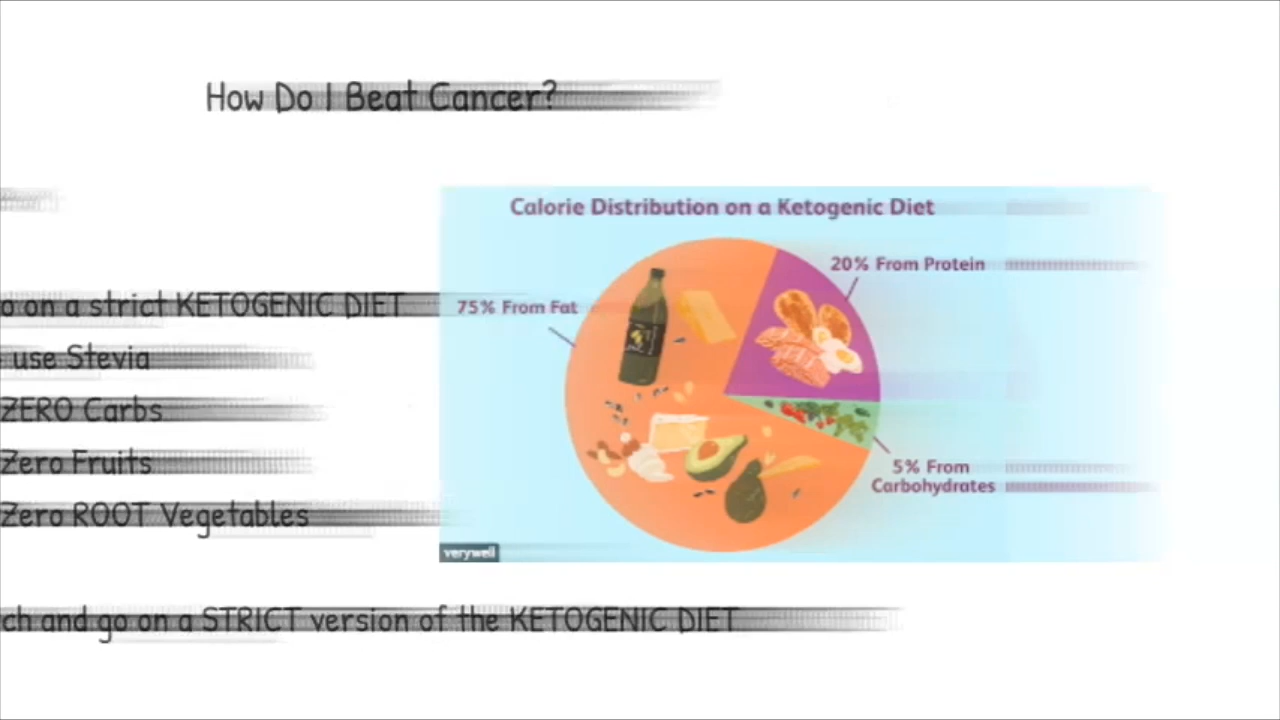 How Do I Beat Cancer?
Calorie Distribution on a Ketogenic Diet
20% From Protein
75% From Fat
5% From
Carbohydrates
verywell
on a strict KETOGENIC DIET
use Stevia
ZERO Carbs
Zero Fruits
Zero ROOT Vegetables
and go on a STRICT version of the KETOGENIC DIET